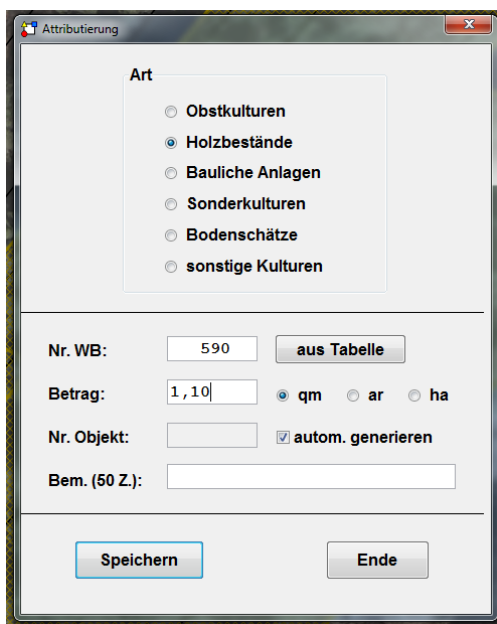 Attributierung
Art
Obstkulturen
Holzbestände
Bauliche Anlagen
Sonderkulturen
Bodenschätze
sonstige Kulturen
Nr. WB: 590 aus Tabelle
Betrag: 1,10 qm ar ha
Nr. Objekt: autom. generieren
Bem. (50 Z.):
Speichern Ende